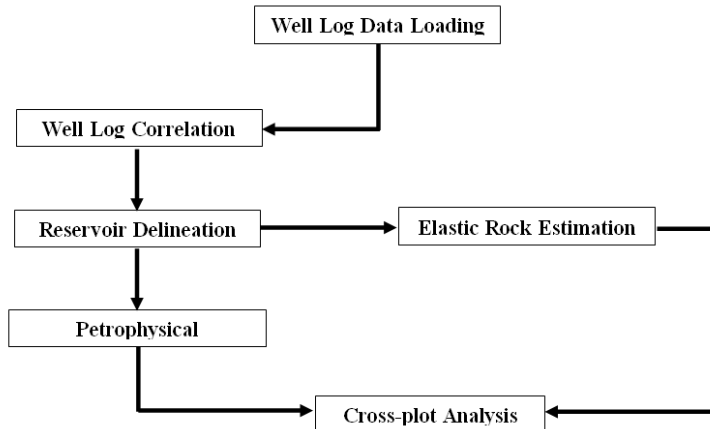 Well Log Data Loading
Well Log Correlation
Reservoir Delineation
Elastic Rock Estimation
Petrophysical
Cross-plot Analysis